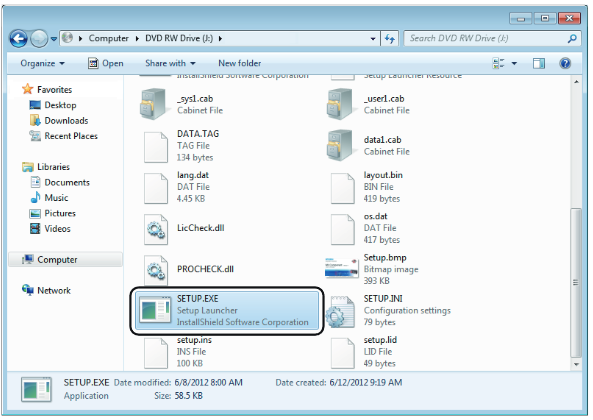 Computer ▸ DVD RW Drive (J:) ▸
Search DVD RW Drive (J:)
Organize Open Share with New folder
Favorites
Desktop
Downloads
Recent Places
Libraries
Documents
Music
Pictures
Videos
Computer
Network
InstallShield Software Corporation
Setup Launcher Resource
_sys1.cab
Cabinet File
_user1.cab
Cabinet File
DATA.TAG
TAG File
134 bytes
data1.cab
Cabinet File
lang.dat
DAT File
4.45 KB
layout.bin
BIN File
419 bytes
LicCheck.dll
os.dat
DAT File
417 bytes
PROCHECK.dll
Setup.bmp
Bitmap image
393 KB
SETUP.EXE
Setup Launcher
InstallShield Software Corporation
SETUP.INI
Configuration settings
79 bytes
setup.ins
INS File
100 KB
setup.lid
LID File
49 bytes
SETUP.EXE Date modified: 6/8/2012 8:00 AM Date created: 6/12/2012 9:19 AM
Application Size: 58.5 KB